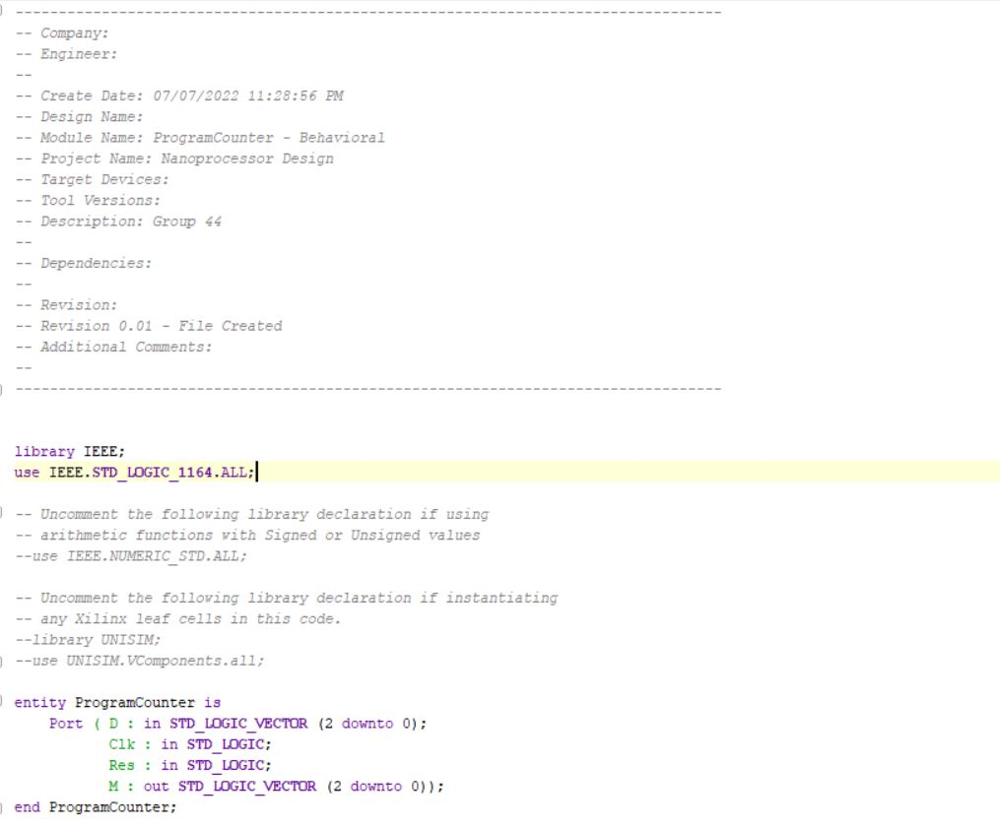 ----------------------------------------------------------------------------------
-- Company:
-- Engineer:
--
-- Create Date: 07/07/2022 11:28:56 PM
-- Design Name:
-- Module Name: ProgramCounter - Behavioral
-- Project Name: Nanoprocessor Design
-- Target Devices:
-- Tool Versions:
-- Description: Group 44
--
-- Dependencies:
--
-- Revision:
-- Revision 0.01 - File Created
-- Additional Comments:
--
----------------------------------------------------------------------------------
library IEEE;
use IEEE.STD_LOGIC_1164.ALL;
-- Uncomment the following library declaration if using
-- arithmetic functions with Signed or Unsigned values
--use IEEE.NUMERIC_STD.ALL;
-- Uncomment the following library declaration if instantiating
-- any Xilinx leaf cells in this code.
--library UNISIM;
--use UNISIM.VComponents.all;
entity ProgramCounter is
Port ( D : in STD_LOGIC_VECTOR (2 downto 0);
Clk : in STD_LOGIC;
Res : in STD_LOGIC;
M : out STD_LOGIC_VECTOR (2 downto 0));
end ProgramCounter;